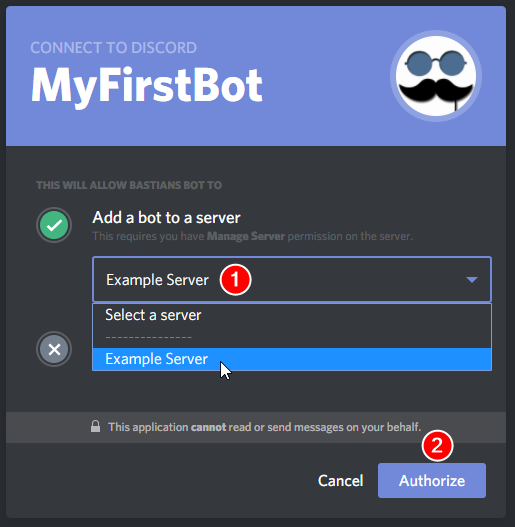 CONNECT TO DISCORD
MyFirstBot
THIS WILL ALLOW BASTIANS BOT TO
Add a bot to a server
This requires you have Manage Server permission on the server.
Example Server 1
Select a server
---------------
Example Server
This application cannot read or send messages on your behalf.
2
Cancel Authorize